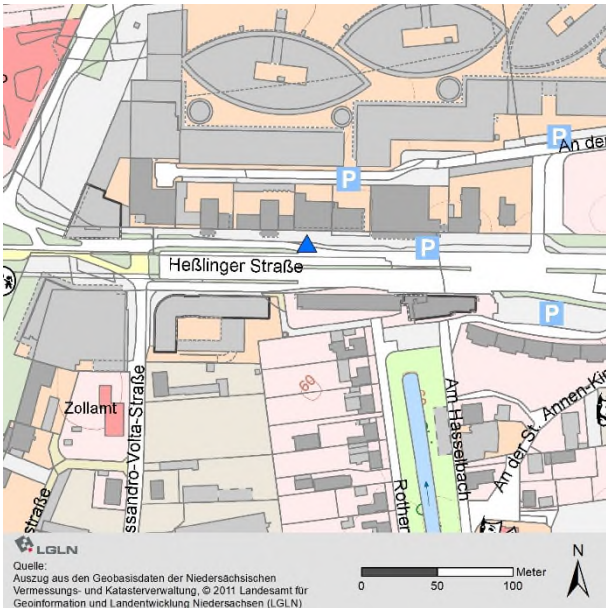 P
An der
P
P
Heßlinger Straße
P
60
Zollamt
ssandro-Volta-Straße
Am Hasselbach
An der St. Annen-Kir
Rother
straße
LGLN
Quelle:
Auszug aus den Geobasisdaten der Niedersächsischen
Vermessungs- und Katasterverwaltung, © 2011 Landesamt für
Geoinformation und Landentwicklung Niedersachsen (LGLN)
0 50 100 Meter
N